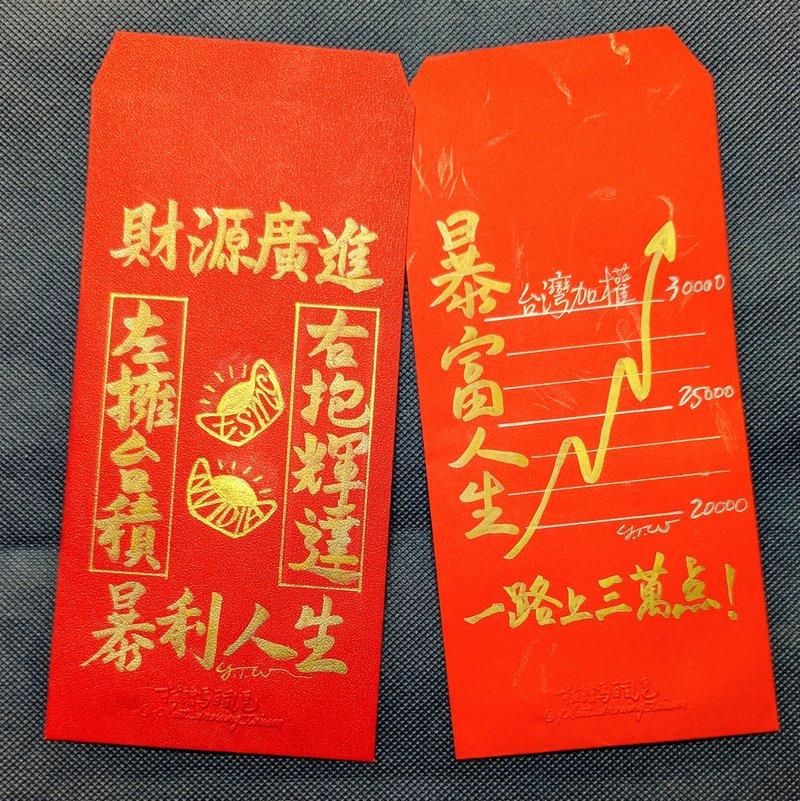 財源廣進
右抱輝達
左擁台積
TSMC
NVIDIA
暴利人生
Y.T.W
暴富人生
台灣加權 30000
25000
20000
Y.T.W
一路上三萬点!